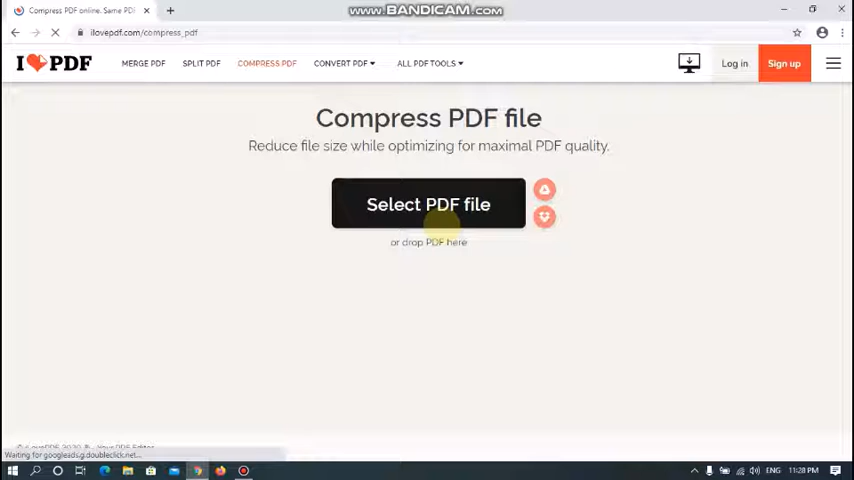 www.BANDICAM.com
Compress PDF online. Same PD
ilovepdf.com/compress_pdf
I PDF
MERGE PDF
SPLIT PDF
COMPRESS PDF
CONVERT PDF
ALL PDF TOOLS
Log in
Sign up
Compress PDF file
Reduce file size while optimizing for maximal PDF quality.
Select PDF file
or drop PDF here
Waiting for googleads.g.doubleclick.net...
ENG
11:28 PM